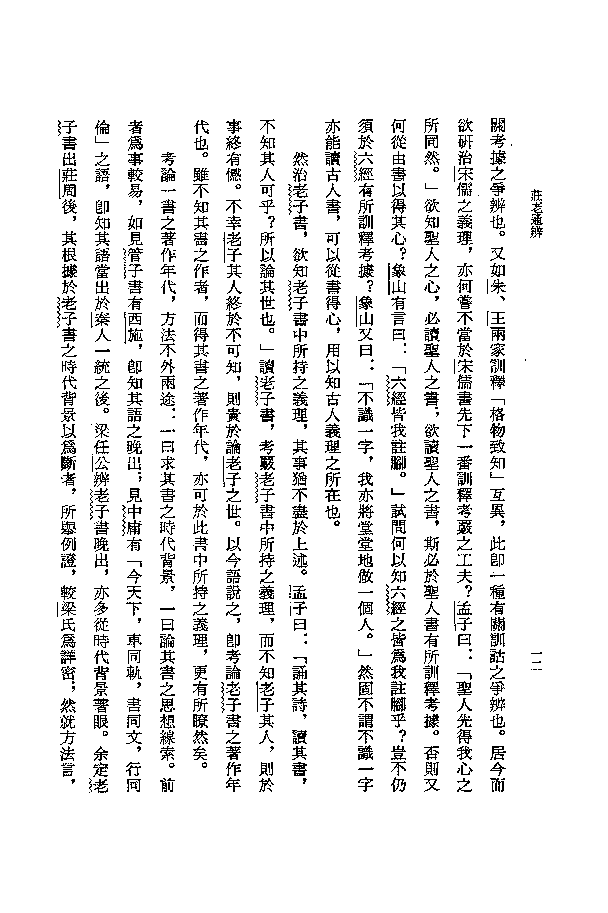 莊老通辨
一二
關考據之爭辨也。又如朱、王兩家訓釋「格物致知」互異,此卽一種有關訓詁之爭辨也。居今而
欲硏治宋儒之義理,亦何嘗不當於宋儒書先下一番訓釋考覈之工夫?孟子曰:「聖人先得我心之
所同然。」欲知聖人之心,必讀聖人之書,欲讀聖人之書,斯必於聖人書有所訓釋考據。否則又
何從由書以得其心?象山有言曰:「六經皆我註腳。」試問何以知六經之皆爲我註腳乎?豈不仍
須於六經有所訓釋考據?象山又曰:「不識一字,我亦將堂堂地做一個人。」然固不謂不識一字
亦能讀古人書,可以從書得心,用以知古人義理之所在也。
然治老子書,欲知老子書中所持之義理,其事猶不盡於上述。孟子曰:「誦其詩,讀其書,
不知其人可乎?所以論其世也。」讀老子書,考覈老子書中所持之義理,而不知老子其人,則於
事終有憾。不幸老子其人終於不可知,則貴於論老子之世。以今語說之,卽考論老子書之著作年
代也。雖不知其書之作者,而得其書之著作年代,亦可於此書中所持之義理,更有所瞭然矣。
考論一書之著作年代,方法不外兩途:一曰求其書之時代背景,一曰論其書之思想線索。前
者爲事較易,如見管子書有西施,卽知其語之晚出;見中庸有「今天下,車同軌,書同文,行同
倫」之語,卽知其語當出於秦人一統之後。梁任公辨老子書晚出,亦多從時代背景著眼。余定老
子書出莊周後,其根據於老子書之時代背景以爲斷者,所舉例證,較梁氏爲詳密;然就方法言,